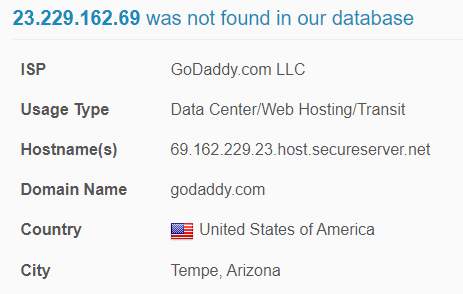 23.229.162.69 was not found in our database
ISP GoDaddy.com LLC
Usage Type Data Center/Web Hosting/Transit
Hostname(s) 69.162.229.23.host.secureserver.net
Domain Name godaddy.com
Country United States of America
City Tempe, Arizona